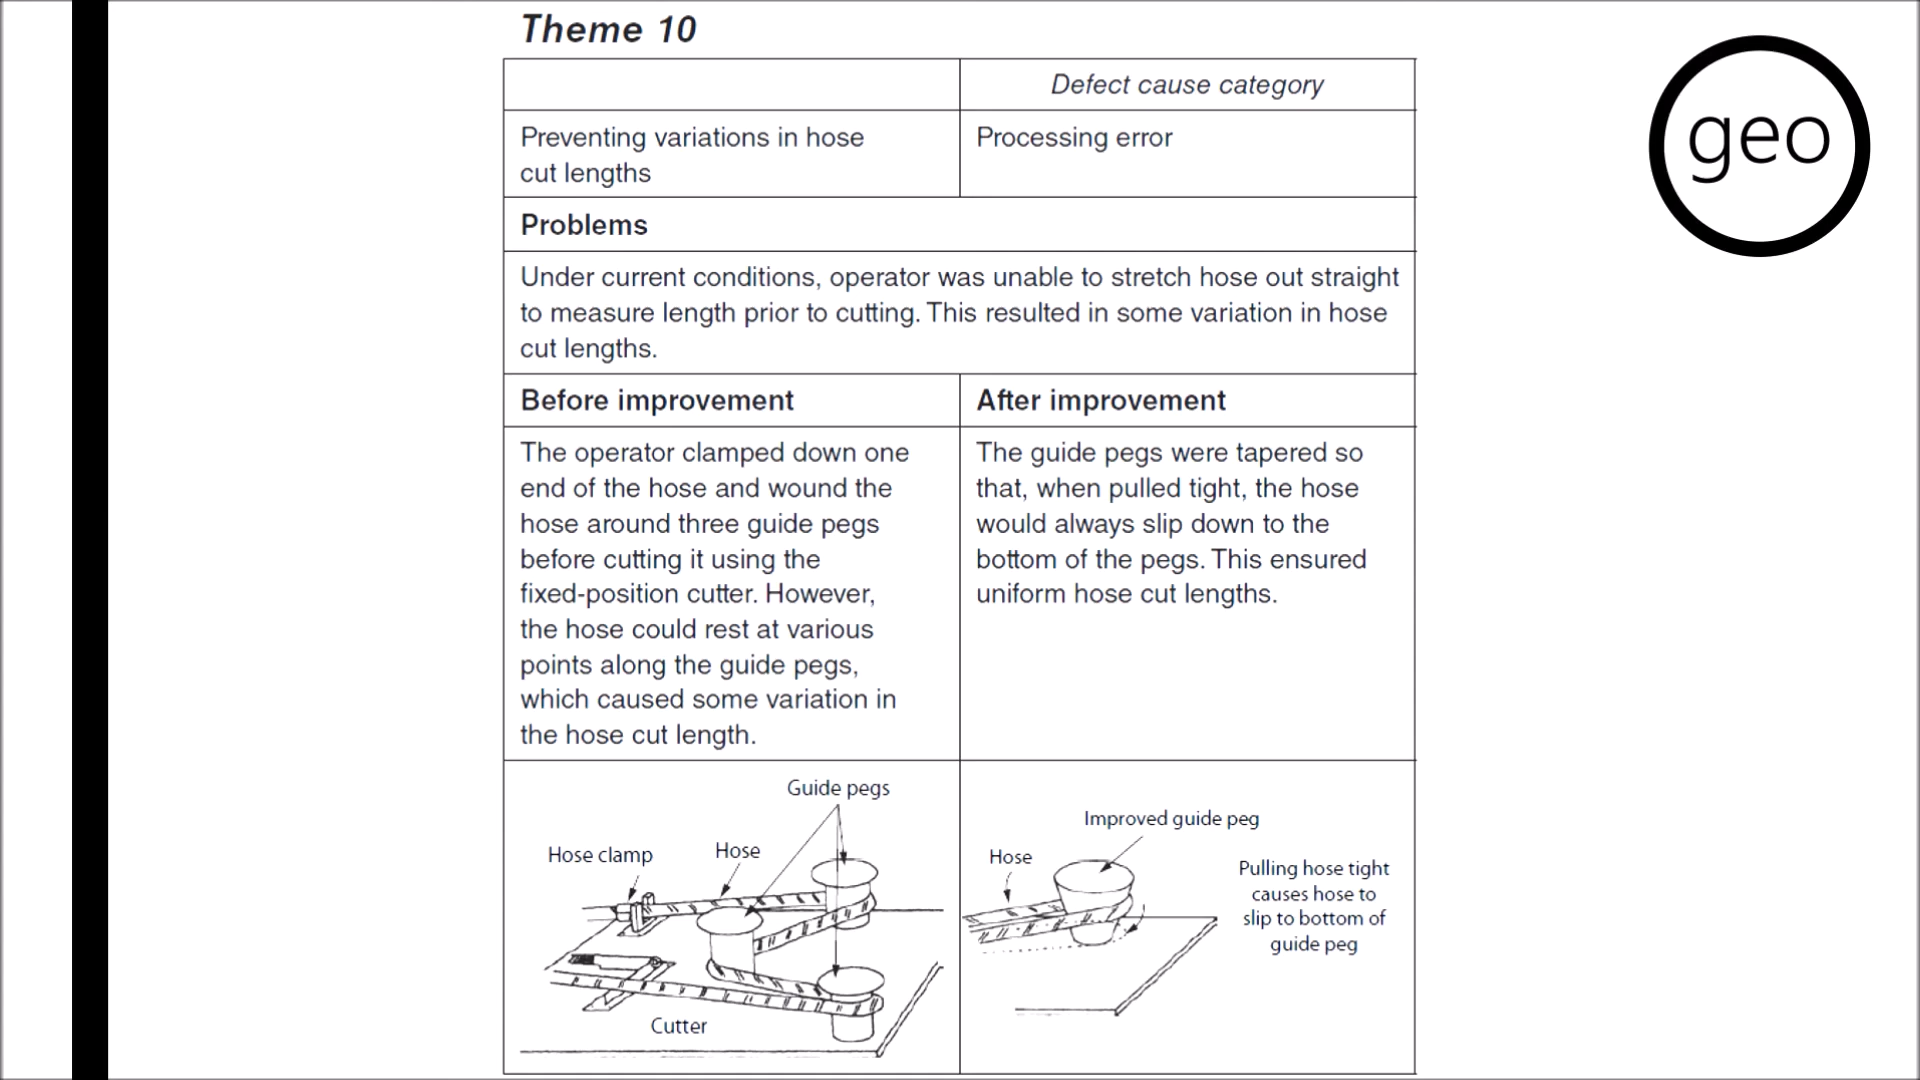 Theme 10
geo
Defect cause category
Preventing variations in hose
cut lengths
Processing error
Problems
Under current conditions, operator was unable to stretch hose out straight
to measure length prior to cutting. This resulted in some variation in hose
cut lengths.
Before improvement
After improvement
The operator clamped down one
end of the hose and wound the
hose around three guide pegs
before cutting it using the
fixed-position cutter. However,
the hose could rest at various
points along the guide pegs,
which caused some variation in
the hose cut length.
The guide pegs were tapered so
that, when pulled tight, the hose
would always slip down to the
bottom of the pegs. This ensured
uniform hose cut lengths.
Guide pegs
Hose clamp
Hose
Cutter
Improved guide peg
Hose
Pulling hose tight
causes hose to
slip to bottom of
guide peg